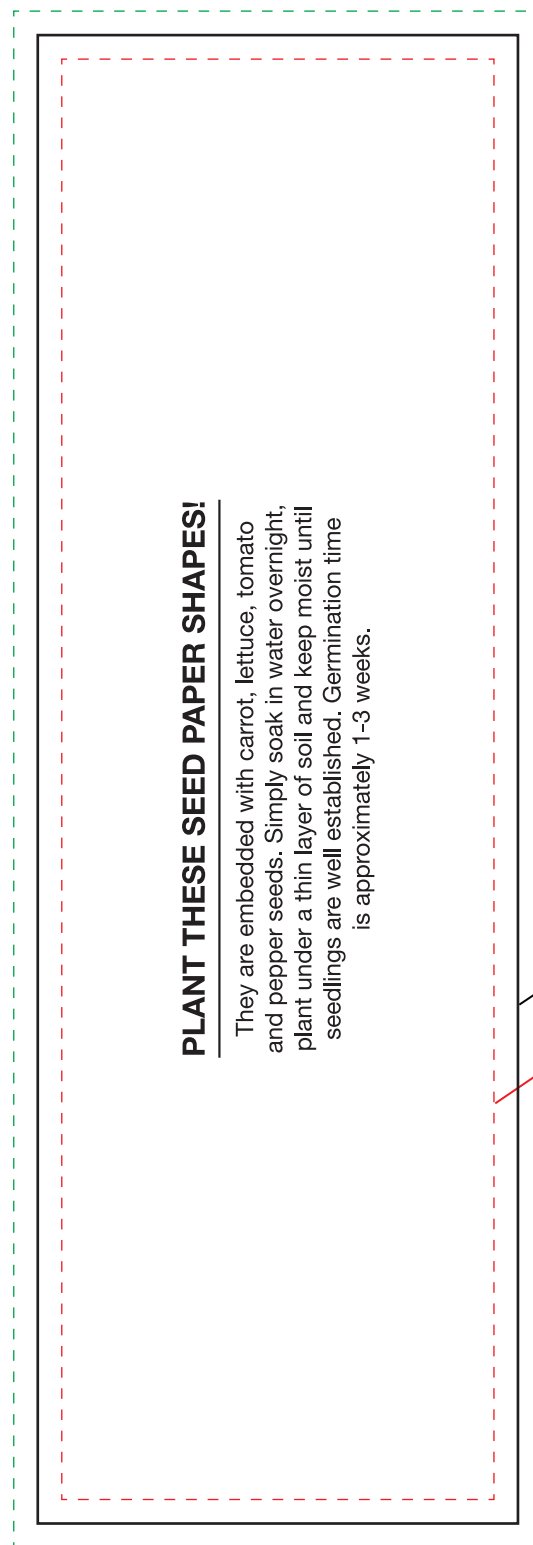 PLANT THESE SEED PAPER SHAPES!
They are embedded with carrot, lettuce, tomato
and pepper seeds. Simply soak in water overnight,
plant under a thin layer of soil and keep moist until
seedlings are well established. Germination time
is approximately 1-3 weeks.